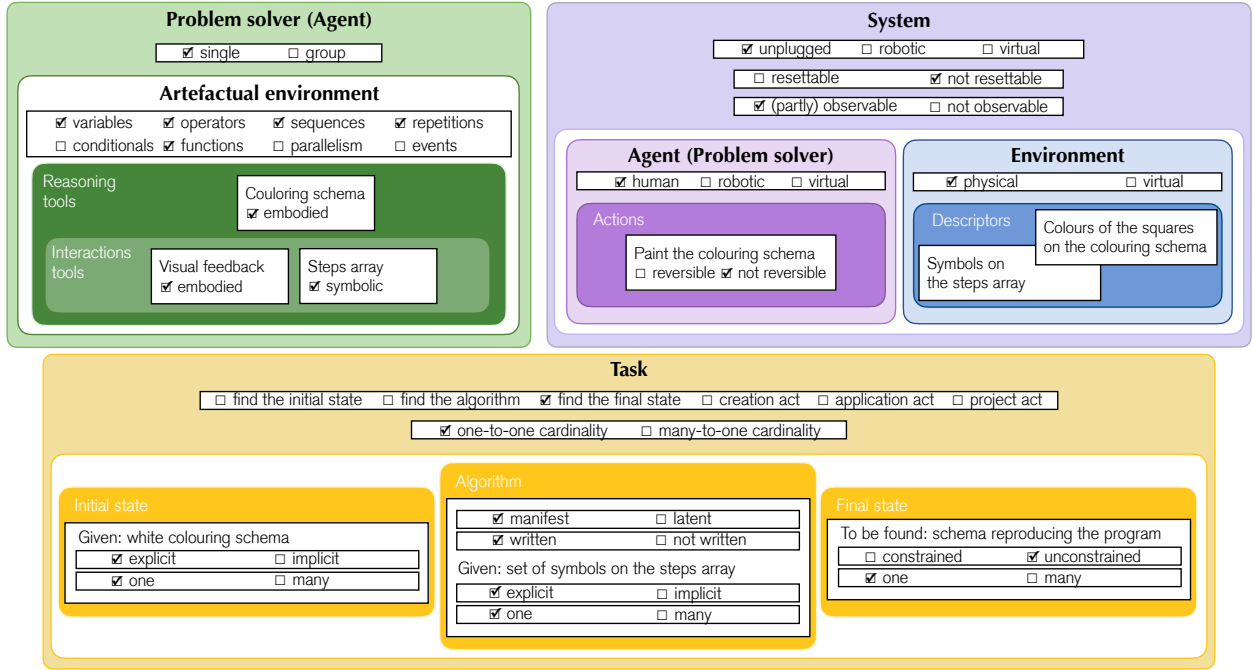 Problem solver (Agent)
☑ single ☐ group
Artefactual environment
☑ variables ☑ operators ☑ sequences ☑ repetitions
☐ conditionals ☑ functions ☐ parallelism ☐ events
Reasoning
tools
Couloring schema
☑ embodied
Interactions
tools
Visual feedback
☑ embodied
Steps array
☑ symbolic
System
☑ unplugged ☐ robotic ☐ virtual
☐ resettable ☑ not resettable
☑ (partly) observable ☐ not observable
Agent (Problem solver)
☑ human ☐ robotic ☐ virtual
Actions
Paint the colouring schema
☐ reversible ☑ not reversible
Environment
☑ physical ☐ virtual
Descriptors
Colours of the squares
on the colouring schema
Symbols on
the steps array
Task
☐ find the initial state ☐ find the algorithm ☑ find the final state ☐ creation act ☐ application act ☐ project act
☑ one-to-one cardinality ☐ many-to-one cardinality
Initial state
Given: white colouring schema
☑ explicit ☐ implicit
☑ one ☐ many
Algorithm
☑ manifest ☐ latent
☑ written ☐ not written
Given: set of symbols on the steps array
☑ explicit ☐ implicit
☑ one ☐ many
Final state
To be found: schema reproducing the program
☐ constrained ☑ unconstrained
☑ one ☐ many